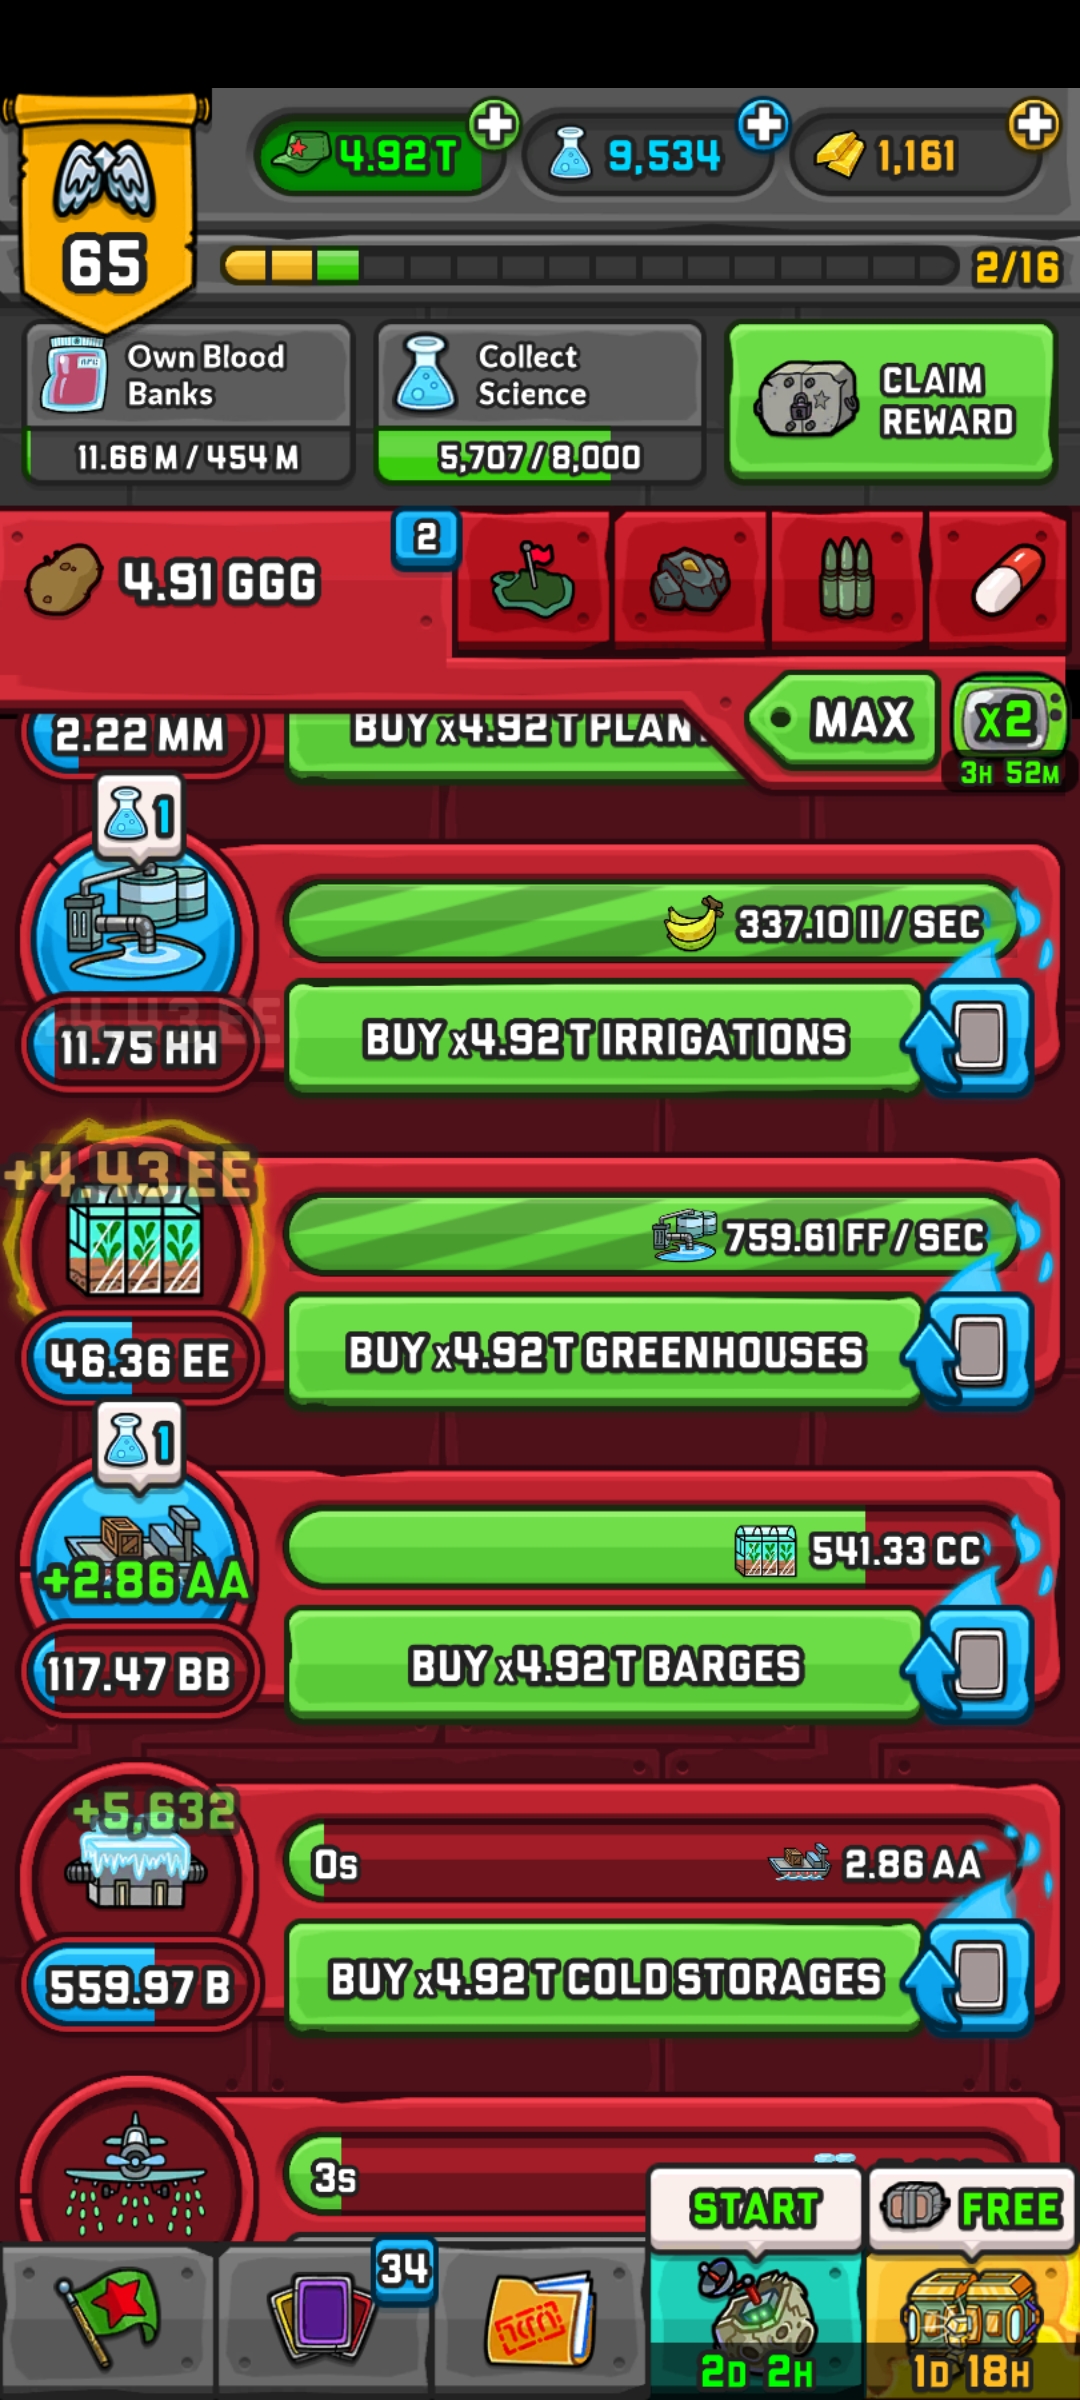 4.92 T
9,534
1,161
65
2/16
Own Blood
Banks
11.66 M / 454 M
Collect
Science
5,707 / 8,000
CLAIM
REWARD
4.91 GGG
2
MAX
x2
3H 52M
2.22 MM
BUY x4.92 T PLAN
1
337.10 II / SEC
+4.43 EE
11.75 HH
BUY x4.92 T IRRIGATIONS
+4.43 EE
759.61 FF / SEC
46.36 EE
BUY x4.92 T GREENHOUSES
1
541.33 CC
+2.86 AA
117.47 BB
BUY x4.92 T BARGES
+5,632
0s
2.86 AA
559.97 B
BUY x4.92 T COLD STORAGES
3s
START
FREE
34
2D 2H
1D 18H